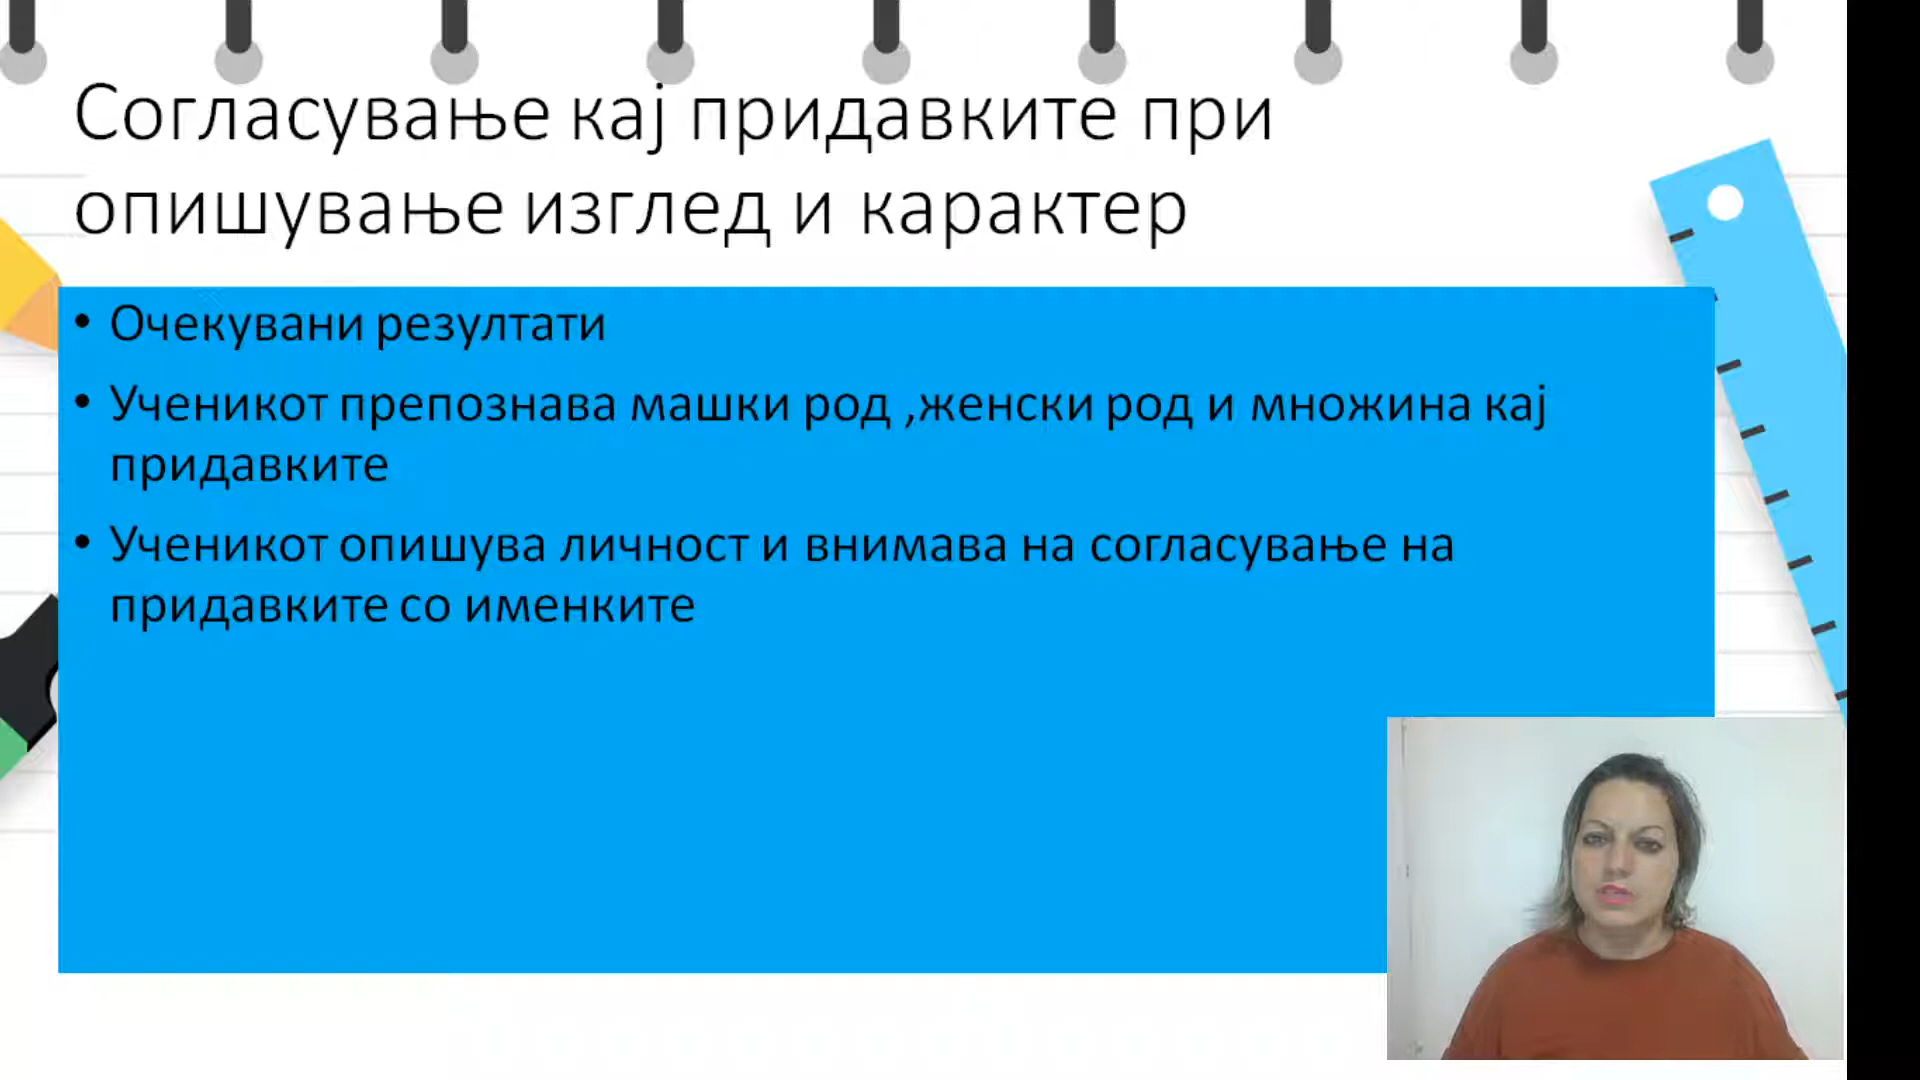 Согласување кај придавките при
опишување изглед и карактер
• Очекувани резултати
• Ученикот препознава машки род ,женски род и множина кај
придавките
• Ученикот опишува личност и внимава на согласување на
придавките со именките